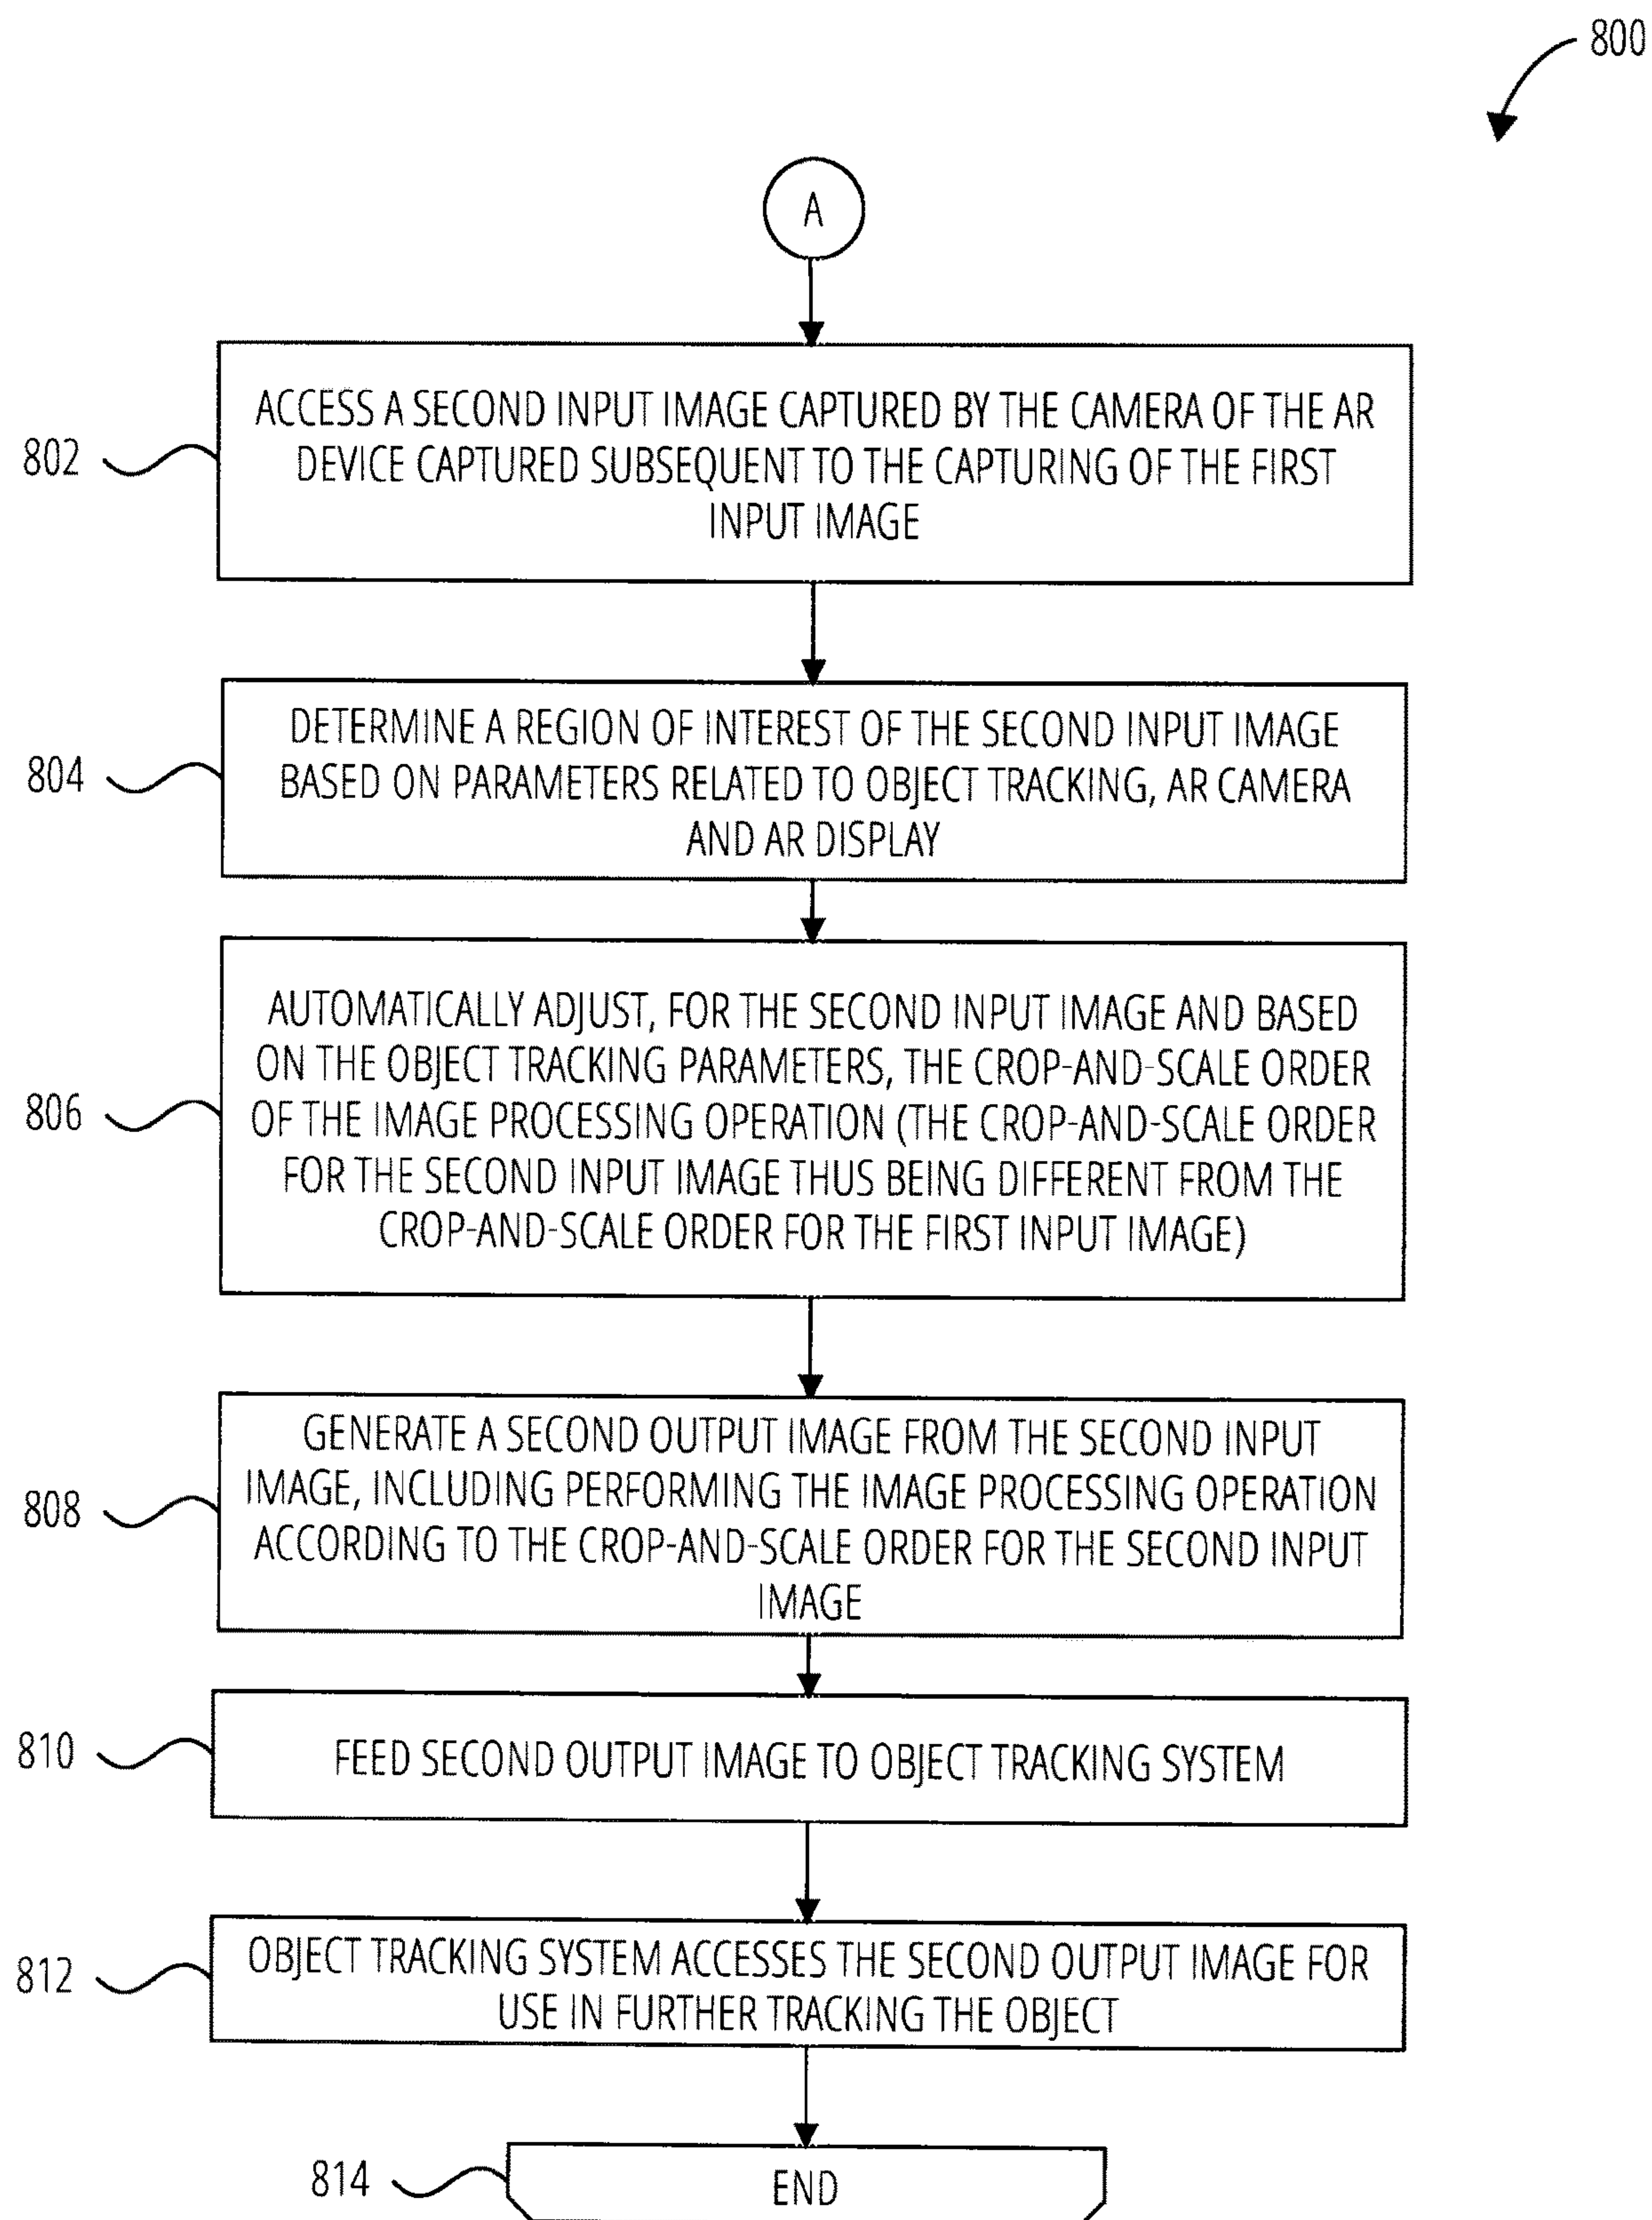 800
A
802
ACCESS A SECOND INPUT IMAGE CAPTURED BY THE CAMERA OF THE AR
DEVICE CAPTURED SUBSEQUENT TO THE CAPTURING OF THE FIRST
INPUT IMAGE
804
DETERMINE A REGION OF INTEREST OF THE SECOND INPUT IMAGE
BASED ON PARAMETERS RELATED TO OBJECT TRACKING, AR CAMERA
AND AR DISPLAY
806
AUTOMATICALLY ADJUST, FOR THE SECOND INPUT IMAGE AND BASED
ON THE OBJECT TRACKING PARAMETERS, THE CROP-AND-SCALE ORDER
OF THE IMAGE PROCESSING OPERATION (THE CROP-AND-SCALE ORDER
FOR THE SECOND INPUT IMAGE THUS BEING DIFFERENT FROM THE
CROP-AND-SCALE ORDER FOR THE FIRST INPUT IMAGE)
808
GENERATE A SECOND OUTPUT IMAGE FROM THE SECOND INPUT
IMAGE, INCLUDING PERFORMING THE IMAGE PROCESSING OPERATION
ACCORDING TO THE CROP-AND-SCALE ORDER FOR THE SECOND INPUT
IMAGE
810
FEED SECOND OUTPUT IMAGE TO OBJECT TRACKING SYSTEM
812
OBJECT TRACKING SYSTEM ACCESSES THE SECOND OUTPUT IMAGE FOR
USE IN FURTHER TRACKING THE OBJECT
814
END